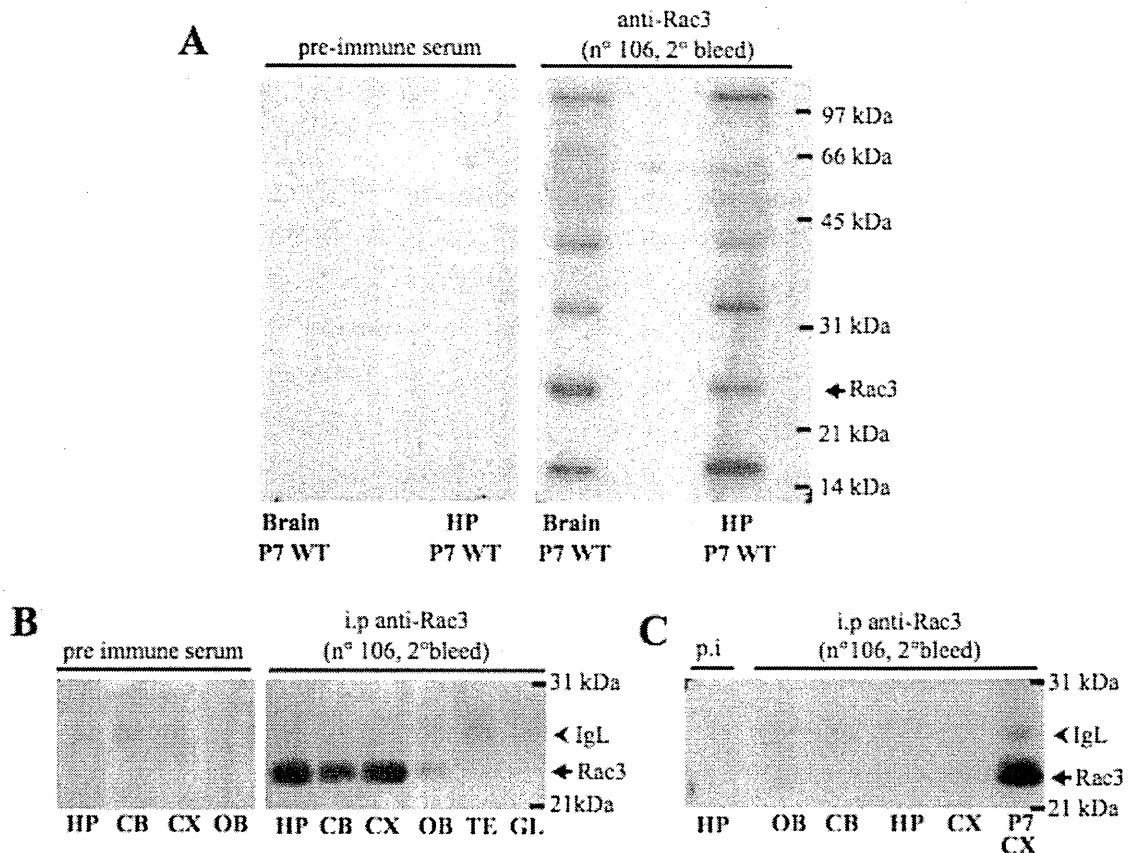 A
pre-immune serum
anti-Rac3
(n° 106, 2° bleed)
97 kDa
66 kDa
45 kDa
31 kDa
Rac3
21 kDa
14 kDa
Brain
P7 WT
HP
P7 WT
Brain
P7 WT
HP
P7 WT
B
pre immune serum
i.p anti-Rac3
(n° 106, 2°bleed)
31 kDa
IgL
Rac3
21kDa
HP CB CX OB
HP CB CX OB TE GL
C
p.i
i.p anti-Rac3
(n°106, 2°bleed)
31 kDa
IgL
Rac3
21 kDa
HP
OB CB HP CX P7
CX